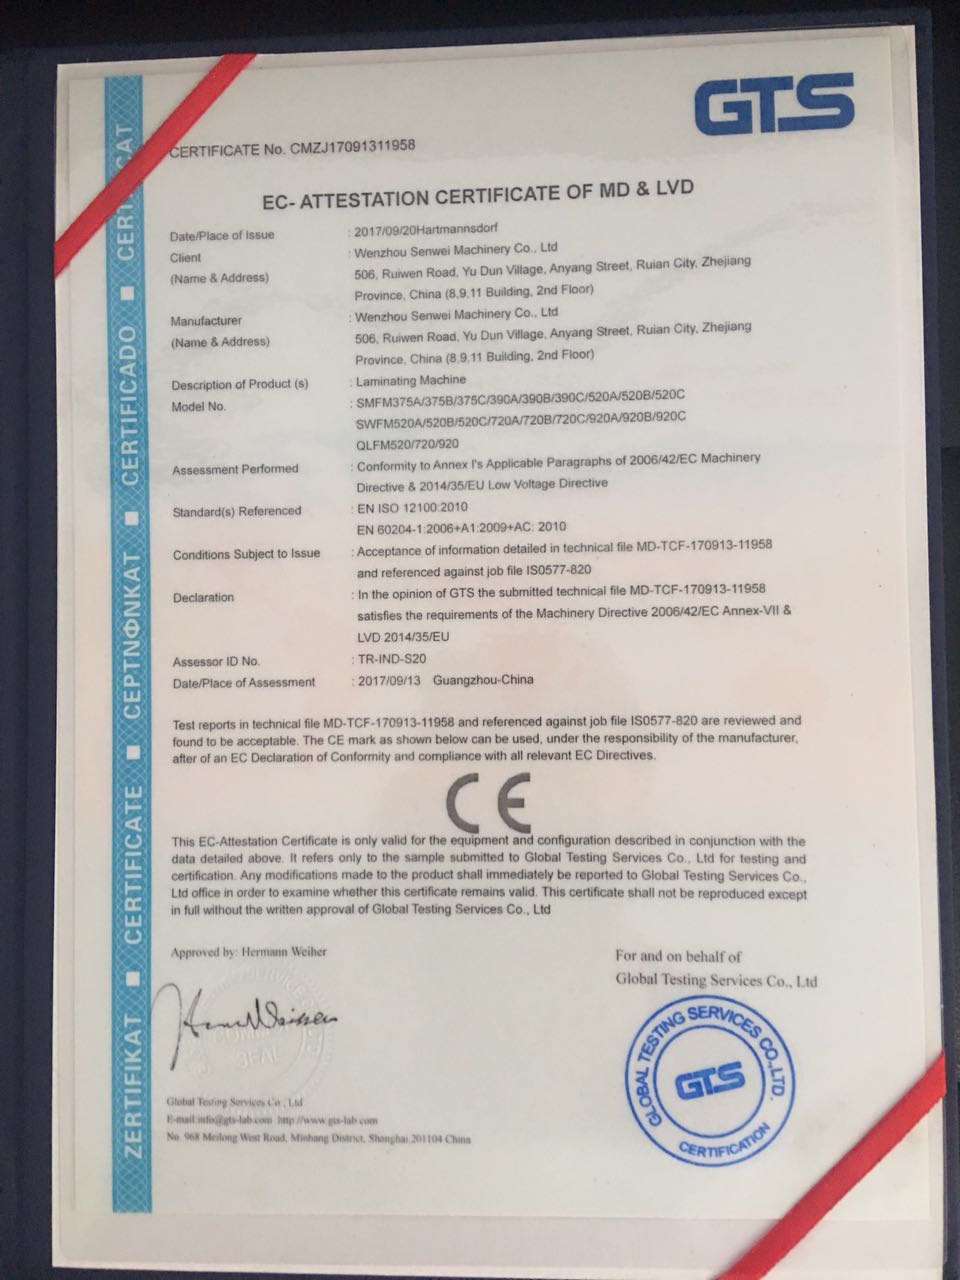 GTS
CERTIFICATE No. CMZJ17091311958
EC- ATTESTATION CERTIFICATE OF MD & LVD
Date/Place of Issue : 2017/09/20Hartmannsdorf
Client : Wenzhou Senwei Machinery Co., Ltd
(Name & Address) 506, Ruiwen Road, Yu Dun Village, Anyang Street, Ruian City, Zhejiang
Province, China (8,9,11 Building, 2nd Floor)
Manufacturer : Wenzhou Senwei Machinery Co., Ltd
(Name & Address) 506, Ruiwen Road, Yu Dun Village, Anyang Street, Ruian City, Zhejiang
Province, China (8.9.11 Building, 2nd Floor)
Description of Product (s) : Laminating Machine
Model No. : SMFM375A/375B/375C/390A/390B/390C/520A/520B/520C
SWFM520A/520B/520C/720A/720B/720C/920A/920B/920C
QLFM520/720/920
Assessment Performed : Conformity to Annex I's Applicable Paragraphs of 2006/42/EC Machinery
Directive & 2014/35/EU Low Voltage Directive
Standard(s) Referenced : EN ISO 12100:2010
EN 60204-1:2006+A1:2009+AC: 2010
Conditions Subject to Issue : Acceptance of information detailed in technical file MD-TCF-170913-11958
and referenced against job file IS0577-820
Declaration : In the opinion of GTS the submitted technical file MD-TCF-170913-11958
satisfies the requirements of the Machinery Directive 2006/42/EC Annex-VII &
LVD 2014/35/EU
Assessor ID No. : TR-IND-S20
Date/Place of Assessment : 2017/09/13 Guangzhou-China
Test reports in technical file MD-TCF-170913-11958 and referenced against job file IS0577-820 are reviewed and
found to be acceptable. The CE mark as shown below can be used, under the responsibility of the manufacturer,
after of an EC Declaration of Conformity and compliance with all relevant EC Directives.
CE
This EC-Attestation Certificate is only valid for the equipment and configuration described in conjunction with the
data detailed above. It refers only to the sample submitted to Global Testing Services Co., Ltd for testing and
certification. Any modifications made to the product shall immediately be reported to Global Testing Services Co.,
Ltd office in order to examine whether this certificate remains valid. This certificate shall not be reproduced except
in full without the written approval of Global Testing Services Co., Ltd
Approved by: Hermann Weiher
For and on behalf of
Global Testing Services Co., Ltd
GLOBAL TESTING SERVICES CO.,LTD.
GTS
CERTIFICATION
SEAL
Global Testing Services Co., Ltd
E-mail:info@gts-lab.com http://www.gts-lab.com
No. 968 Meilong West Road, Minhang District, Shanghai.201104 China
ZERTIFIKAT ■ CERTIFICATE ■ CEPTNФNKAT ■ CERTIFICADO ■ CERTIFICAT